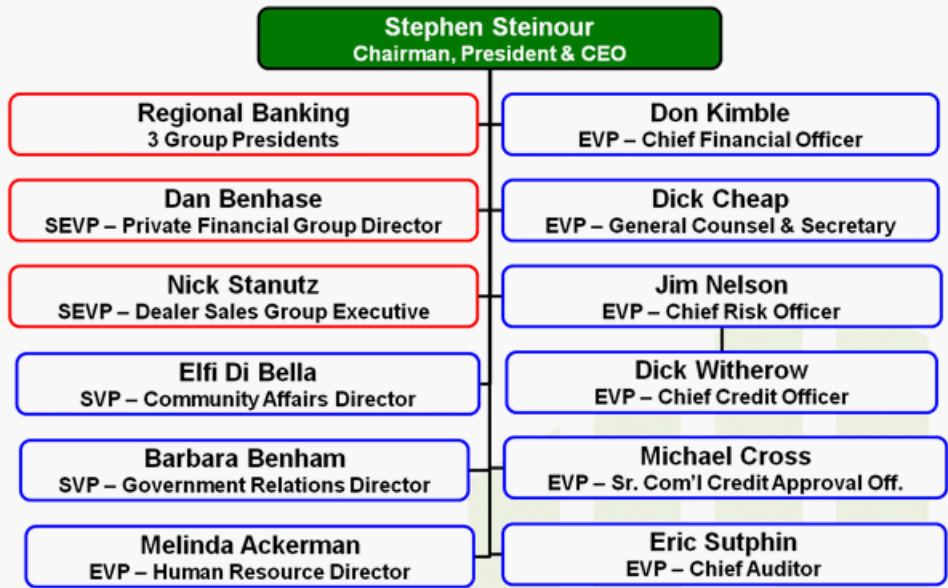 Stephen Steinour
Chairman, President & CEO
Regional Banking
3 Group Presidents
Don Kimble
EVP – Chief Financial Officer
Dan Benhase
SEVP – Private Financial Group Director
Dick Cheap
EVP – General Counsel & Secretary
Nick Stanutz
SEVP – Dealer Sales Group Executive
Jim Nelson
EVP – Chief Risk Officer
Elfi Di Bella
SVP – Community Affairs Director
Dick Witherow
EVP – Chief Credit Officer
Barbara Benham
SVP – Government Relations Director
Michael Cross
EVP – Sr. Com'l Credit Approval Off.
Melinda Ackerman
EVP – Human Resource Director
Eric Sutphin
EVP – Chief Auditor